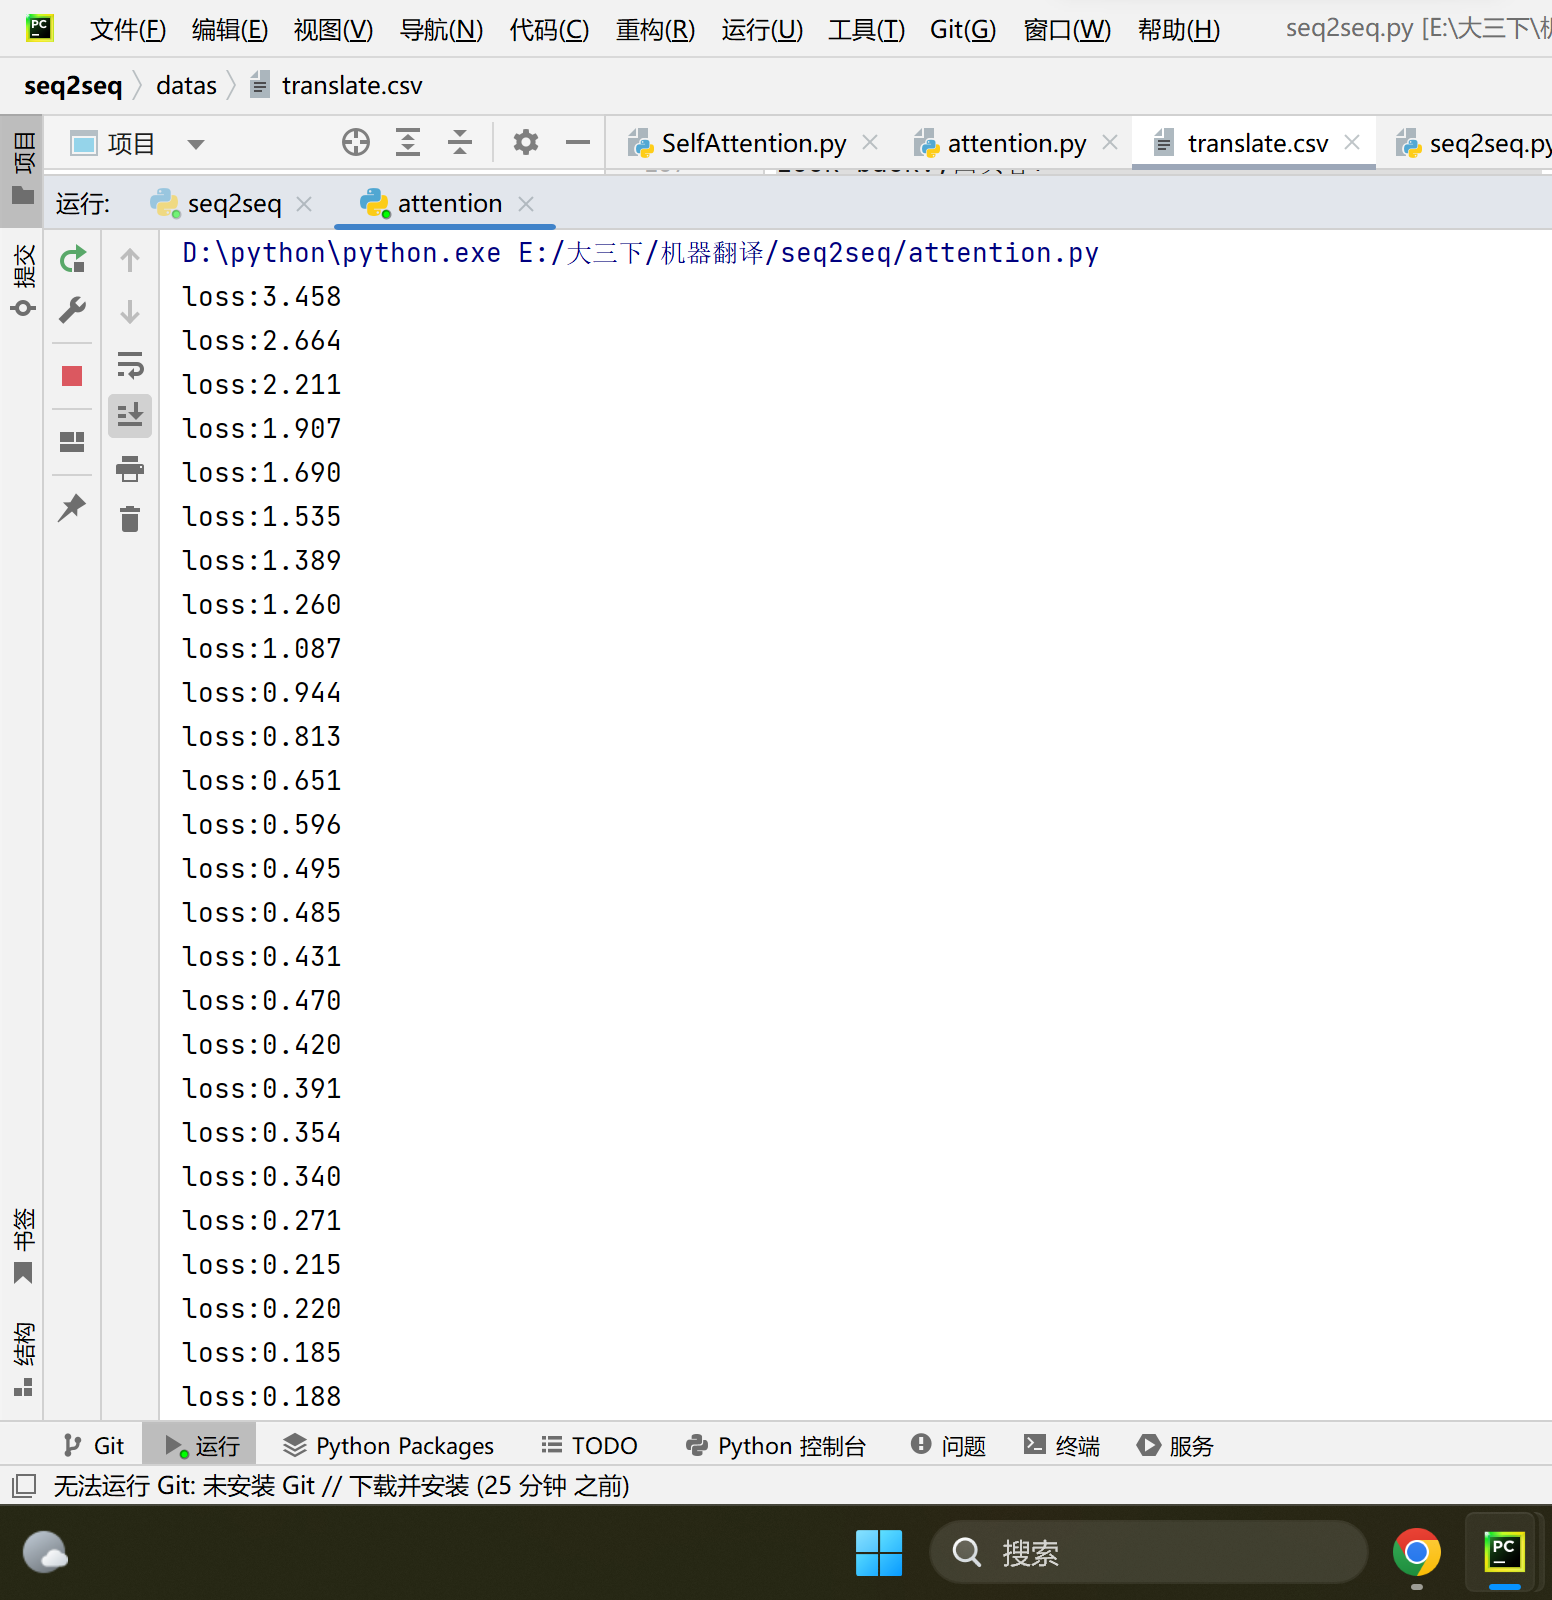 PC 文件(F) 编辑(E) 视图(V) 导航(N) 代码(C) 重构(R) 运行(U) 工具(T) Git(G) 窗口(W) 帮助(H) seq2seq.py [E:\大三下\
seq2seq datas translate.csv
项目 项目 SelfAttention.py attention.py translate.csv seq2seq.py
运行: seq2seq attention
提交
D:\python\python.exe E:/大三下/机器翻译/seq2seq/attention.py
loss:3.458
loss:2.664
loss:2.211
loss:1.907
loss:1.690
loss:1.535
loss:1.389
loss:1.260
loss:1.087
loss:0.944
loss:0.813
loss:0.651
loss:0.596
loss:0.495
loss:0.485
loss:0.431
loss:0.470
loss:0.420
loss:0.391
loss:0.354
loss:0.340
loss:0.271
loss:0.215
loss:0.220
loss:0.185
loss:0.188
书签
结构
Git 运行 Python Packages TODO Python 控制台 问题 终端 服务
无法运行 Git: 未安装 Git // 下载并安装 (25 分钟 之前)
搜索 PC